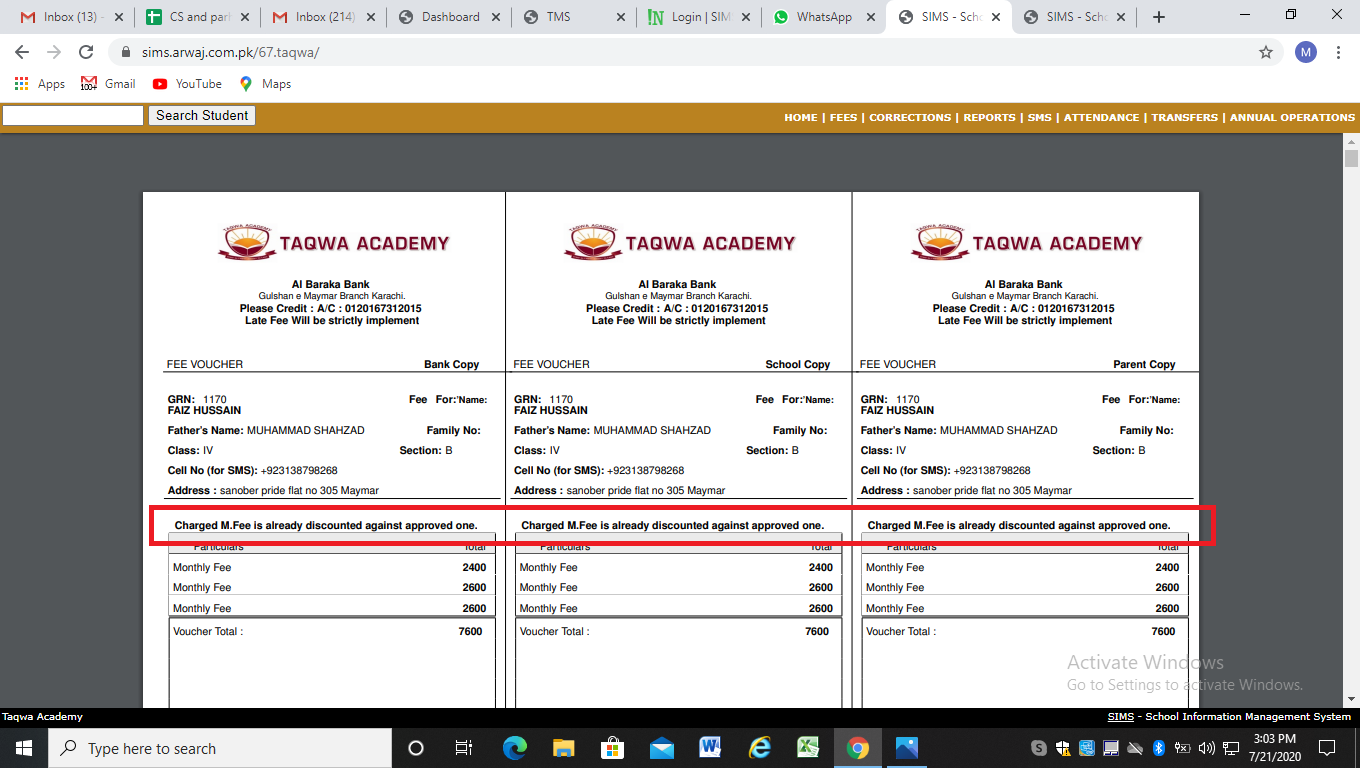 Inbox (13) -
CS and par
Inbox (214)
Dashboard
TMS
Login | SIM
WhatsApp
SIMS - Scho
SIMS - Scho
sims.arwaj.com.pk/67.taqwa/
M
Apps
100+
Gmail
YouTube
Maps
Search Student
HOME | FEES | CORRECTIONS | REPORTS | SMS | ATTENDANCE | TRANSFERS | ANNUAL OPERATIONS
TAQWA ACADEMY
Al Baraka Bank
Gulshan e Maymar Branch Karachi.
Please Credit : A/C : 0120167312015
Late Fee Will be strictly implement
FEE VOUCHER Bank Copy
GRN: 1170 Fee For:'Name:
FAIZ HUSSAIN
Father's Name: MUHAMMAD SHAHZAD Family No:
Class: IV Section: B
Cell No (for SMS): +923138798268
Address : sanober pride flat no 305 Maymar
Charged M.Fee is already discounted against approved one.
Particulars Total
Monthly Fee 2400
Monthly Fee 2600
Monthly Fee 2600
Voucher Total : 7600
TAQWA ACADEMY
Al Baraka Bank
Gulshan e Maymar Branch Karachi.
Please Credit : A/C : 0120167312015
Late Fee Will be strictly implement
FEE VOUCHER School Copy
GRN: 1170 Fee For:'Name:
FAIZ HUSSAIN
Father's Name: MUHAMMAD SHAHZAD Family No:
Class: IV Section: B
Cell No (for SMS): +923138798268
Address : sanober pride flat no 305 Maymar
Charged M.Fee is already discounted against approved one.
Particulars Total
Monthly Fee 2400
Monthly Fee 2600
Monthly Fee 2600
Voucher Total : 7600
TAQWA ACADEMY
Al Baraka Bank
Gulshan e Maymar Branch Karachi.
Please Credit : A/C : 0120167312015
Late Fee Will be strictly implement
FEE VOUCHER Parent Copy
GRN: 1170 Fee For:'Name:
FAIZ HUSSAIN
Father's Name: MUHAMMAD SHAHZAD Family No:
Class: IV Section: B
Cell No (for SMS): +923138798268
Address : sanober pride flat no 305 Maymar
Charged M.Fee is already discounted against approved one.
Particulars Total
Monthly Fee 2400
Monthly Fee 2600
Monthly Fee 2600
Voucher Total : 7600
Activate Windows
Go to Settings to activate Windows.
Taqwa Academy
SIMS - School Information Management System
Type here to search
3:03 PM
7/21/2020